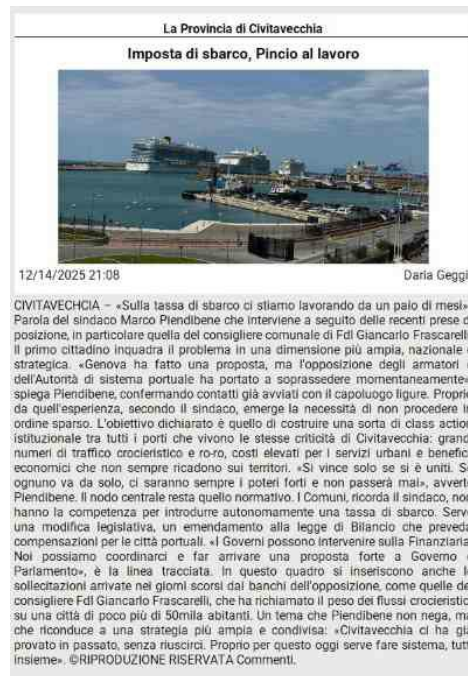 La Provincia di Civitavecchia
Imposta di sbarco, Pincio al lavoro
12/14/2025 21:08
Daria Geggi
CIVITAVECHCIA – «Sulla tassa di sbarco ci stiamo lavorando da un paio di mesi»
Parola del sindaco Marco Piendibene che interviene a seguito delle recenti prese d
posizione, in particolare quella del consigliere comunale di FdI Giancarlo Frascarell
Il primo cittadino inquadra il problema in una dimensione più ampia, nazionale
strategica. «Genova ha fatto una proposta, ma l'opposizione degli armatori
dell'Autorità di sistema portuale ha portato a soprassedere momentaneamente»
spiega Piendibene, confermando contatti già avviati con il capoluogo ligure. Proprio
da quell'esperienza, secondo il sindaco, emerge la necessità di non procedere i
ordine sparso. L'obiettivo dichiarato è quello di costruire una sorta di class action
istituzionale tra tutti i porti che vivono le stesse criticità di Civitavecchia: grand
numeri di traffico crocieristico e ro-ro, costi elevati per i servizi urbani e benefic
economici che non sempre ricadono sui territori. «Si vince solo se si è uniti. S
ognuno va da solo, ci saranno sempre i poteri forti e non passerà mai», avverte
Piendibene. Il nodo centrale resta quello normativo. I Comuni, ricorda il sindaco, non
hanno la competenza per introdurre autonomamente una tassa di sbarco. Serve
una modifica legislativa, un emendamento alla legge di Bilancio che preveda
compensazioni per le città portuali. «I Governi possono intervenire sulla Finanziaria
Noi possiamo coordinarci e far arrivare una proposta forte a Governo
Parlamento», è la linea tracciata. In questo quadro si inseriscono anche l
sollecitazioni arrivate nei giorni scorsi dai banchi dell'opposizione, come quelle de
consigliere FdI Giancarlo Frascarelli, che ha richiamato il peso dei flussi crocieristic
su una città di poco più di 50mila abitanti. Un tema che Piendibene non nega, ma
che riconduce a una strategia più ampia e condivisa: «Civitavecchia ci ha già
provato in passato, senza riuscirci. Proprio per questo oggi serve fare sistema, tutt
insieme». ©RIPRODUZIONE RISERVATA Commenti.